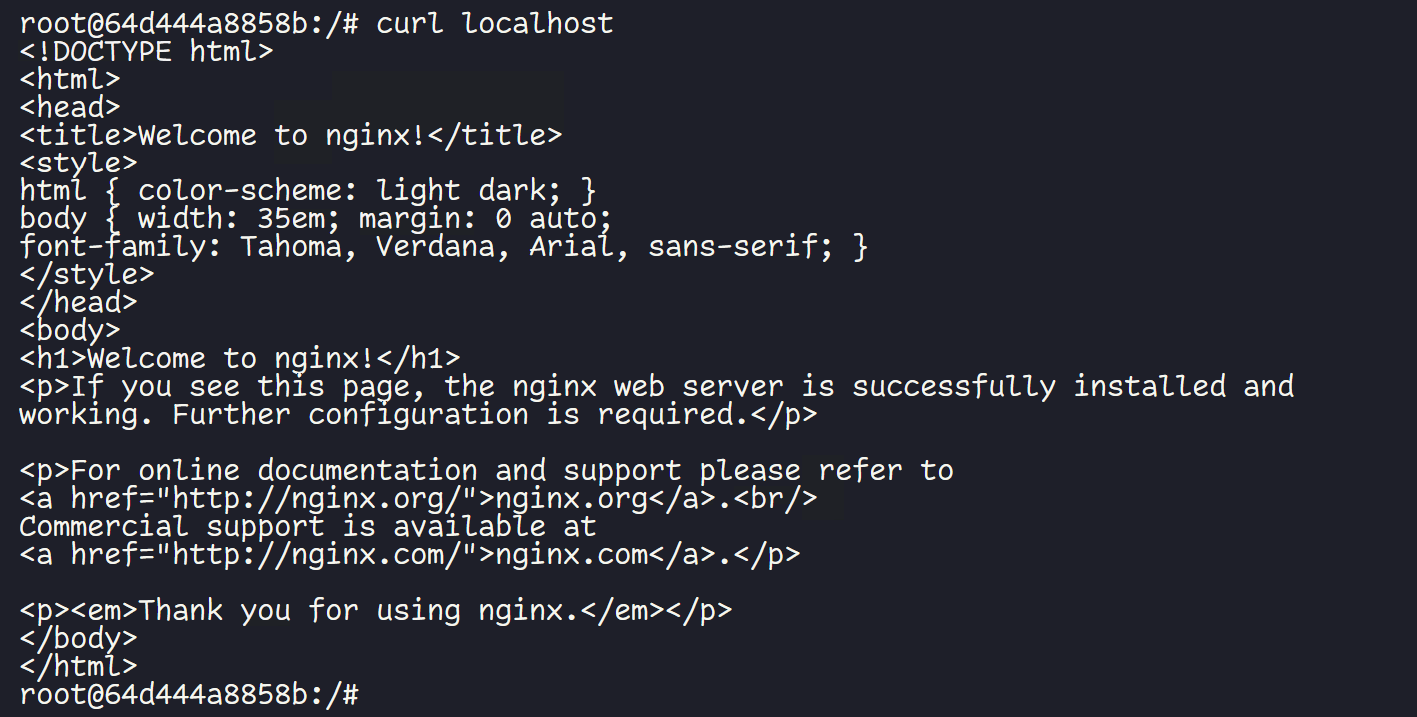 root@64d444a8858b:/# curl localhost
<!DOCTYPE html>
<html>
<head>
<title>Welcome to nginx!</title>
<style>
html { color-scheme: light dark; }
body { width: 35em; margin: 0 auto;
font-family: Tahoma, Verdana, Arial, sans-serif; }
</style>
</head>
<body>
<h1>Welcome to nginx!</h1>
<p>If you see this page, the nginx web server is successfully installed and
working. Further configuration is required.</p>

<p>For online documentation and support please refer to
<a href="http://nginx.org/">nginx.org</a>.<br/>
Commercial support is available at
<a href="http://nginx.com/">nginx.com</a>.</p>

<p><em>Thank you for using nginx.</em></p>
</body>
</html>
root@64d444a8858b:/#